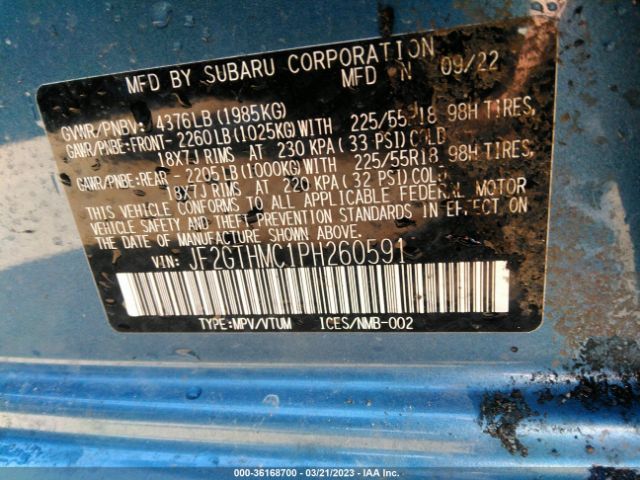 MFD BY SUBARU CORPORATION
MFD IN 09/22
GVWR/PNBV: 4376LB(1985KG)
GAWR/PNBE:FRONT- 2260LB(1025KG)WITH 225/55R18 98H TIRES,
18X7J RIMS AT 230 KPA(33 PSI)COLD
GAWR/PNBE:REAR - 2205LB(1000KG)WITH 225/55R18 98H TIRES,
18X7J RIMS AT 220 KPA(32 PSI)COLD
THIS VEHICLE CONFORMS TO ALL APPLICABLE FEDERAL MOTOR
VEHICLE SAFETY AND THEFT PREVENTION STANDARDS IN EFFECT ON
THE DATE OF MANUFACTURE SHOWN ABOVE.
VIN: JF2GTHMC1PH260591
TYPE:MPV/VTUM ICES/NMB-002
000-36168700 - 03/21/2023 - IAA Inc.